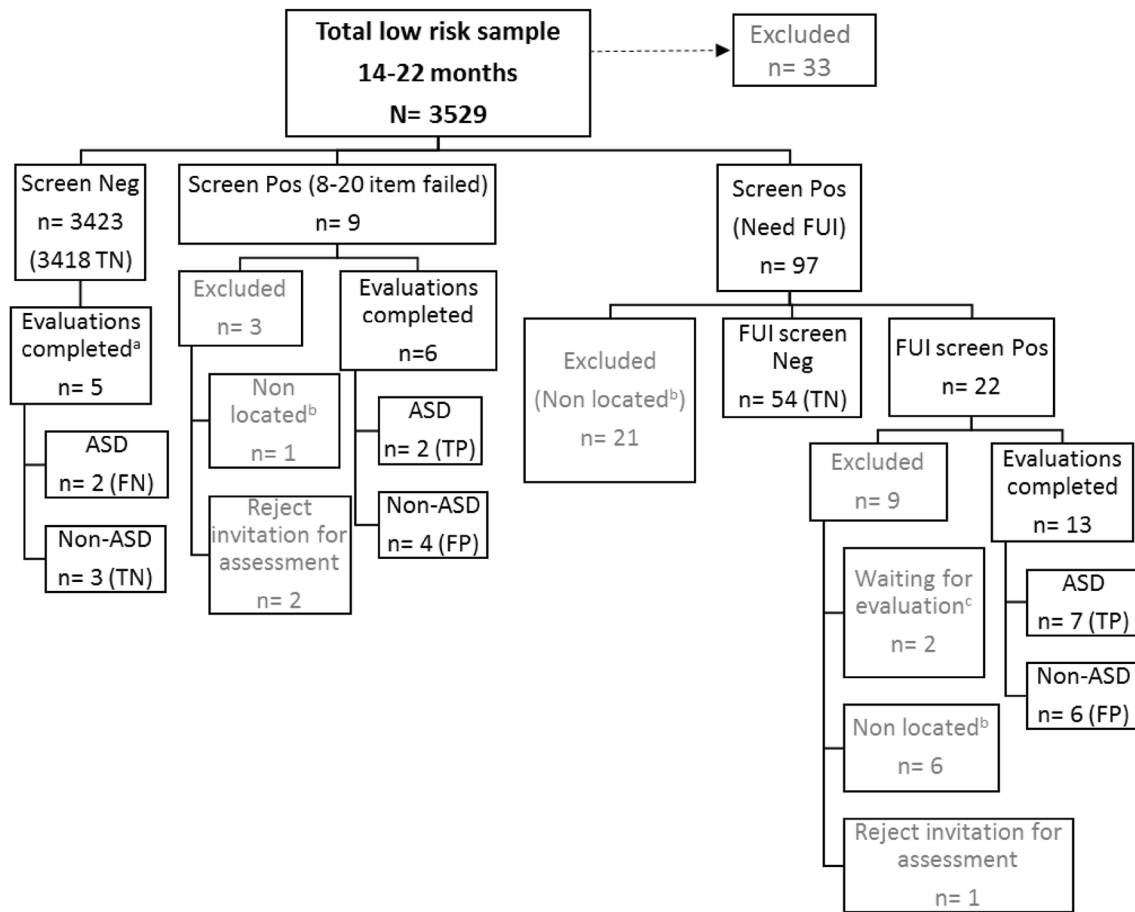 Total low risk sample
14-22 months
N= 3529
Excluded
n= 33
Screen Neg
n= 3423
(3418 TN)
Evaluations
completedᵃ
n= 5
ASD
n= 2 (FN)
Non-ASD
n= 3 (TN)
Screen Pos (8-20 item failed)
n= 9
Excluded
n= 3
Non
locatedᵇ
n= 1
Reject
invitation for
assessment
n= 2
Evaluations
completed
n=6
ASD
n= 2 (TP)
Non-ASD
n= 4 (FP)
Screen Pos
(Need FUI)
n= 97
Excluded
(Non locatedᵇ)
n= 21
FUI screen
Neg
n= 54 (TN)
FUI screen Pos
n= 22
Excluded
n= 9
Waiting for
evaluationᶜ
n= 2
Non locatedᵇ
n= 6
Reject invitation for
assessment
n= 1
Evaluations
completed
n= 13
ASD
n= 7 (TP)
Non-ASD
n= 6 (FP)